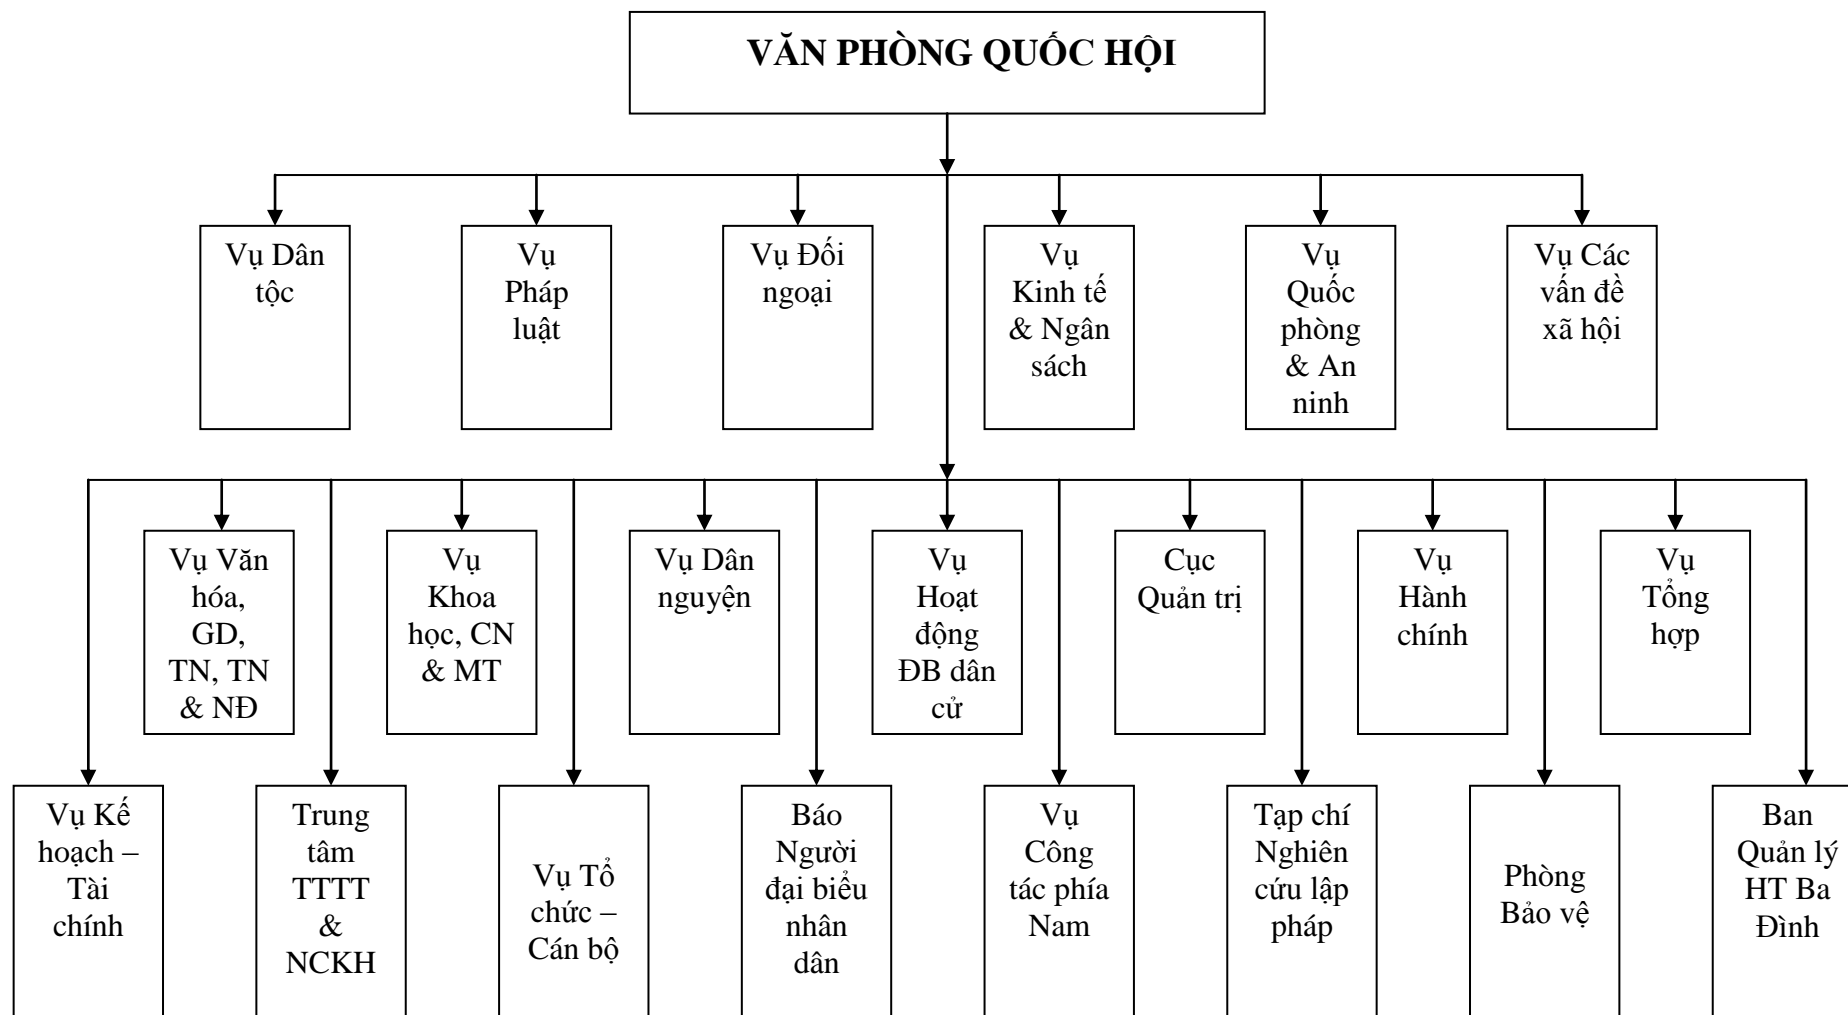 VĂN PHÒNG QUỐC HỘI
Vụ Dân
tộc
Vụ
Pháp
luật
Vụ Đối
ngoại
Vụ
Kinh tế
& Ngân
sách
Vụ
Quốc
phòng
& An
ninh
Vụ Các
vấn đề
xã hội
Vụ Văn
hóa,
GD,
TN, TN
& NĐ
Vụ
Khoa
học, CN
& MT
Vụ Dân
nguyện
Vụ
Hoạt
động
ĐB dân
cử
Cục
Quản trị
Vụ
Hành
chính
Vụ
Tổng
hợp
Vụ Kế
hoạch –
Tài
chính
Trung
tâm
TTTT
&
NCKH
Vụ Tổ
chức –
Cán bộ
Báo
Người
đại biểu
nhân
dân
Vụ
Công
tác phía
Nam
Tạp chí
Nghiên
cứu lập
pháp
Phòng
Bảo vệ
Ban
Quản lý
HT Ba
Đình